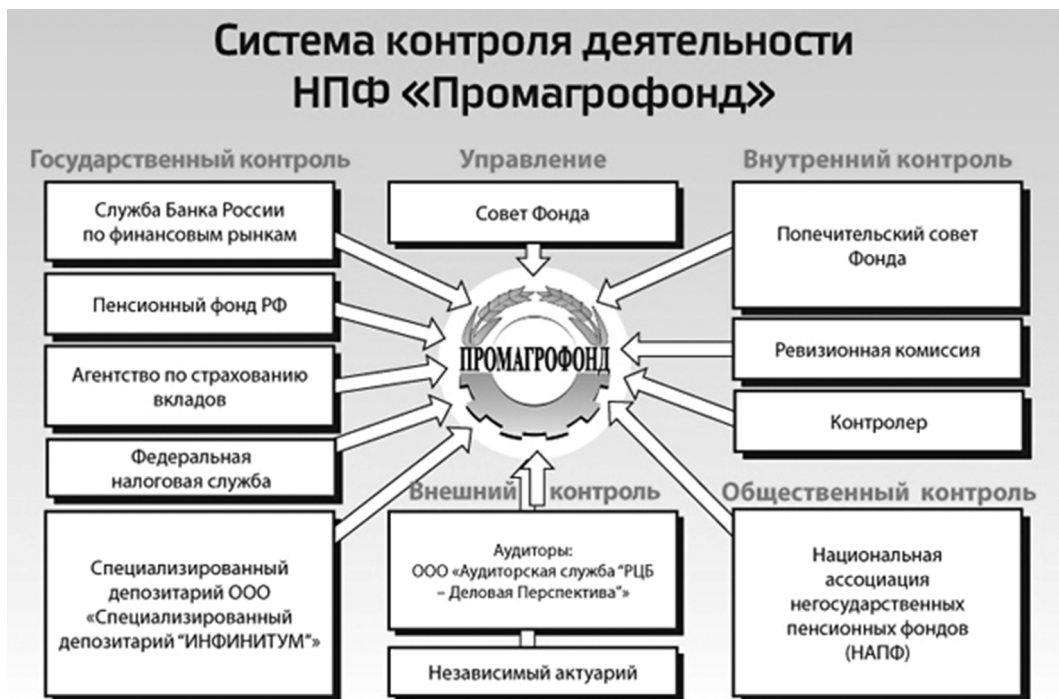 Система контроля деятельности
НПФ «Промагрофонд»
Государственный контроль
Служба Банка России
по финансовым рынкам
Пенсионный фонд РФ
Агентство по страхованию
вкладов
Федеральная
налоговая служба
Специализированный
депозитарий ООО
«Специализированный
депозитарий "ИНФИНИТУМ"»
Управление
Совет Фонда
ПРОМАГРОФОНД
Внешний контроль
Аудиторы:
ООО «Аудиторская служба "РЦБ
– Деловая Перспектива"»
Независимый актуарий
Внутренний контроль
Попечительский совет
Фонда
Ревизионная комиссия
Контролер
Общественный контроль
Национальная
ассоциация
негосударственных
пенсионных фондов
(НАПФ)